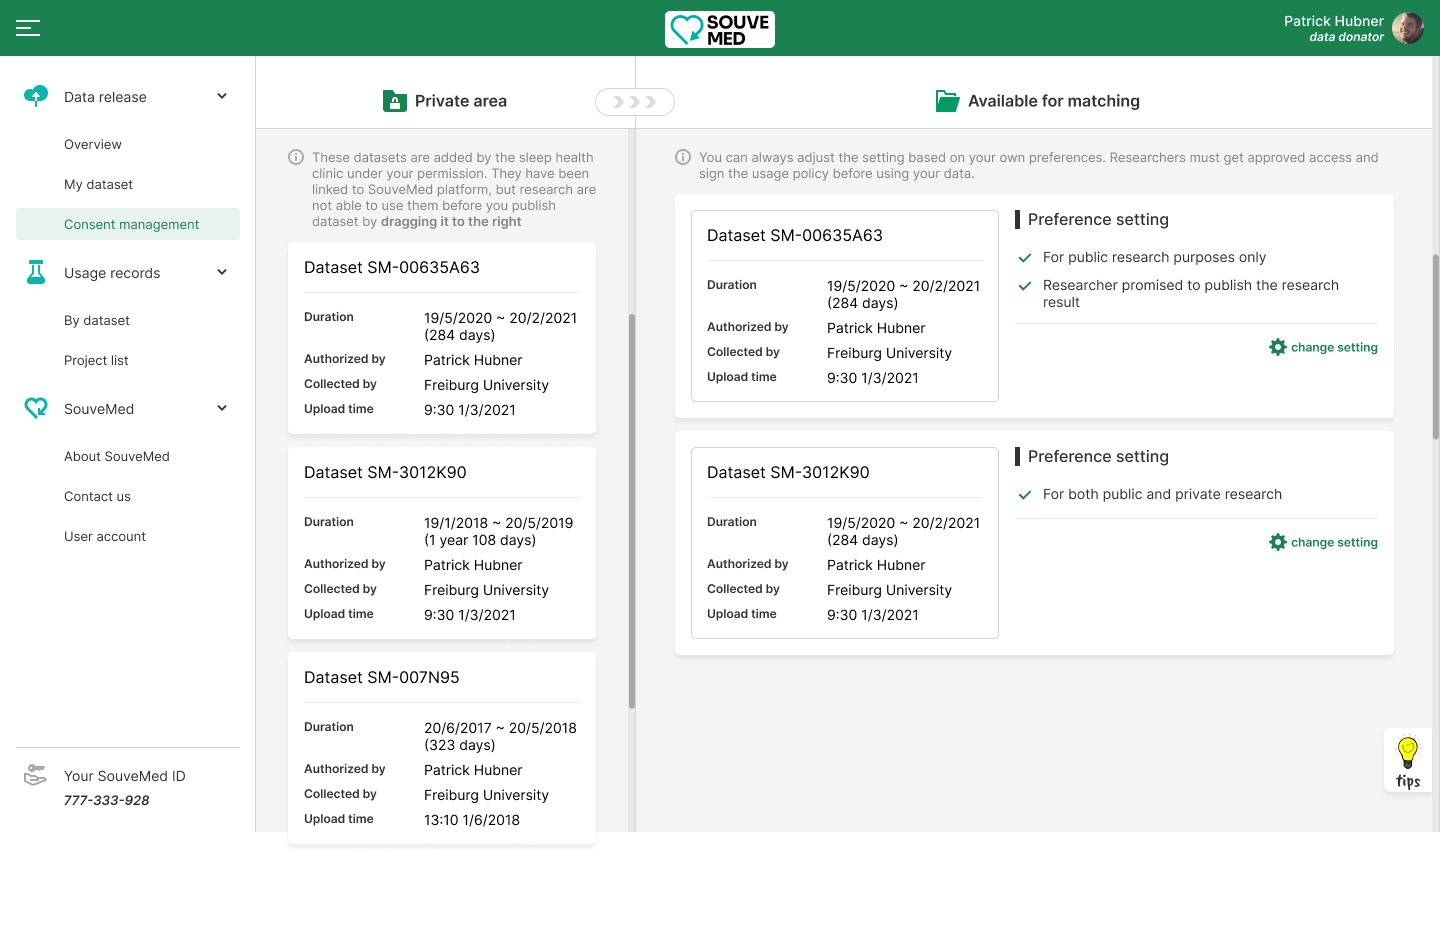 SOUVE
MED
Patrick Hubner
data donator
Data release
Overview
My dataset
Consent management
Usage records
By dataset
Project list
SouveMed
About SouveMed
Contact us
User account
Your SouveMed ID
777-333-928
Private area
These datasets are added by the sleep health
clinic under your permission. They have been
linked to SouveMed platform, but research are
not able to use them before you publish
dataset by dragging it to the right
Dataset SM-00635A63
Duration 19/5/2020 ~ 20/2/2021
(284 days)
Authorized by Patrick Hubner
Collected by Freiburg University
Upload time 9:30 1/3/2021
Dataset SM-3012K90
Duration 19/1/2018 ~ 20/5/2019
(1 year 108 days)
Authorized by Patrick Hubner
Collected by Freiburg University
Upload time 9:30 1/3/2021
Dataset SM-007N95
Duration 20/6/2017 ~ 20/5/2018
(323 days)
Authorized by Patrick Hubner
Collected by Freiburg University
Upload time 13:10 1/6/2018
Available for matching
You can always adjust the setting based on your own preferences. Researchers must get approved access and
sign the usage policy before using your data.
Dataset SM-00635A63
Duration 19/5/2020 ~ 20/2/2021
(284 days)
Authorized by Patrick Hubner
Collected by Freiburg University
Upload time 9:30 1/3/2021
Preference setting
For public research purposes only
Researcher promised to publish the research
result
change setting
Dataset SM-3012K90
Duration 19/5/2020 ~ 20/2/2021
(284 days)
Authorized by Patrick Hubner
Collected by Freiburg University
Upload time 9:30 1/3/2021
Preference setting
For both public and private research
change setting
tips